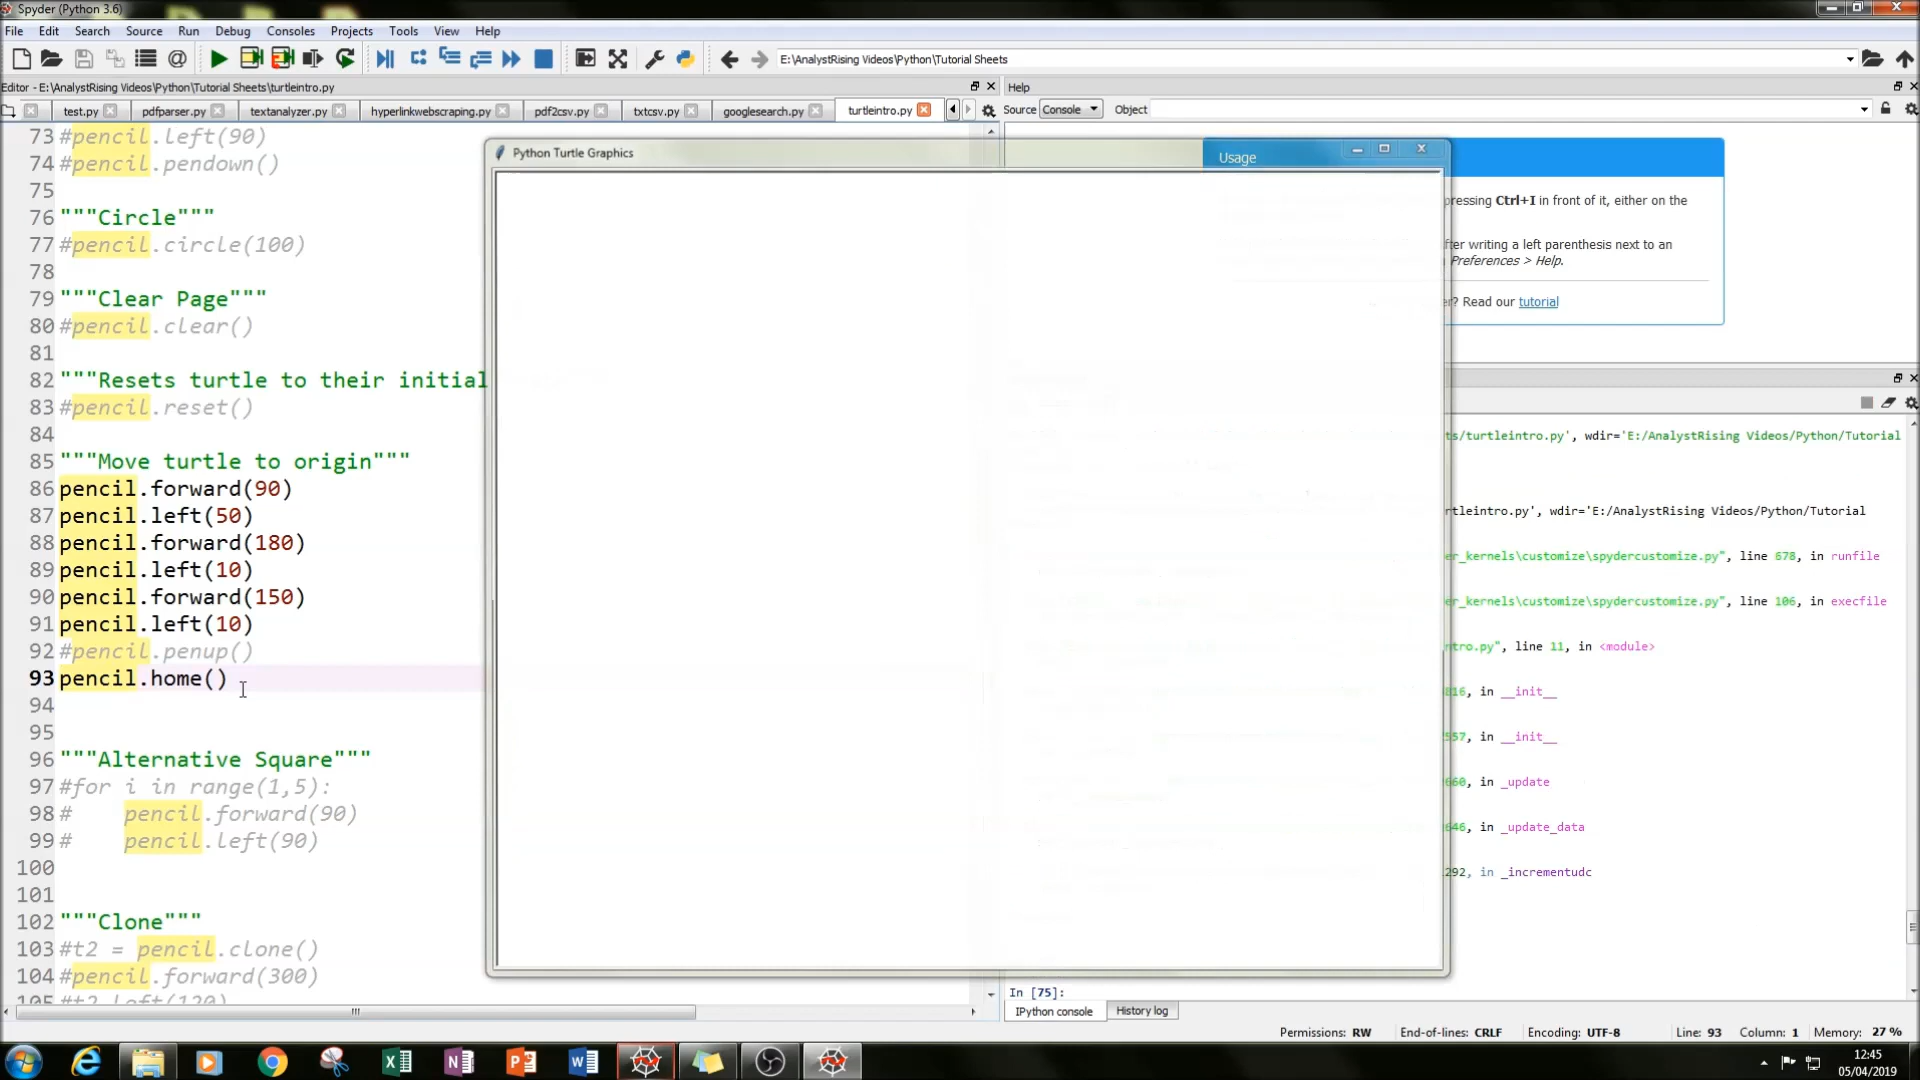 Spyder (Python 3.6)
File Edit Search Source Run Debug Consoles Projects Tools View Help
E:\AnalystRising Videos\Python\Tutorial Sheets
Editor - E:\AnalystRising Videos\Python\Tutorial Sheets\turtleintro.py
test.py pdfparser.py textanalyzer.py hyperlinkwebscraping.py pdf2csv.py txtcsv.py googlesearch.py turtleintro.py
73 #pencil.left(90)
74 #pencil.pendown()
75
76 """Circle"""
77 #pencil.circle(100)
78
79 """Clear Page"""
80 #pencil.clear()
81
82 """Resets turtle to their initial
83 #pencil.reset()
84
85 """Move turtle to origin"""
86 pencil.forward(90)
87 pencil.left(50)
88 pencil.forward(180)
89 pencil.left(10)
90 pencil.forward(150)
91 pencil.left(10)
92 #pencil.penup()
93 pencil.home()
94
95
96 """Alternative Square"""
97 #for i in range(1,5):
98 #    pencil.forward(90)
99 #    pencil.left(90)
100
101
102 """Clone"""
103 #t2 = pencil.clone()
104 #pencil.forward(300)
105 #t2.left(120)
Python Turtle Graphics
Help
Source Console Object
Usage
pressing Ctrl+I in front of it, either on the
after writing a left parenthesis next to an
Preferences > Help.
? Read our tutorial
ts/turtleintro.py', wdir='E:/AnalystRising Videos/Python/Tutorial
rtleintro.py', wdir='E:/AnalystRising Videos/Python/Tutorial
er_kernels\customize\spydercustomize.py", line 678, in runfile
er_kernels\customize\spydercustomize.py", line 106, in execfile
ntro.py", line 11, in <module>
816, in __init__
557, in __init__
660, in _update
646, in _update_data
292, in _incrementudc
In [75]:
IPython console History log
Permissions: RW End-of-lines: CRLF Encoding: UTF-8 Line: 93 Column: 1 Memory: 27 %
12:45
05/04/2019